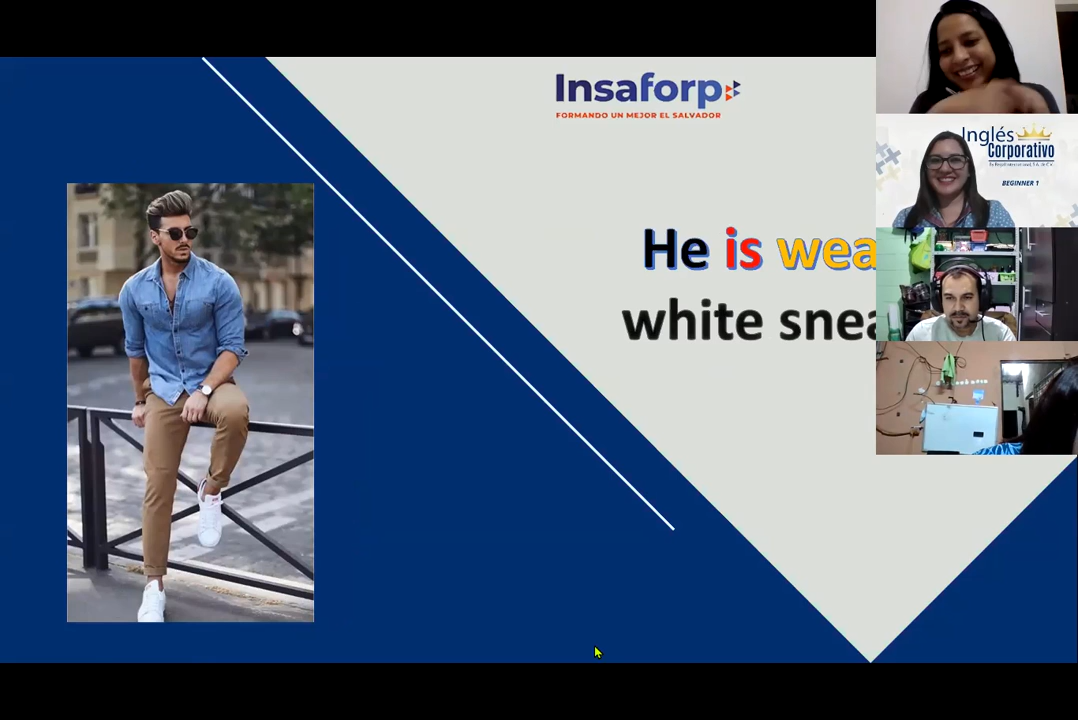 Insaforp
FORMANDO UN MEJOR EL SALVADOR
He is wea
white snea
Inglés
Corporativo
BEGINNER 1